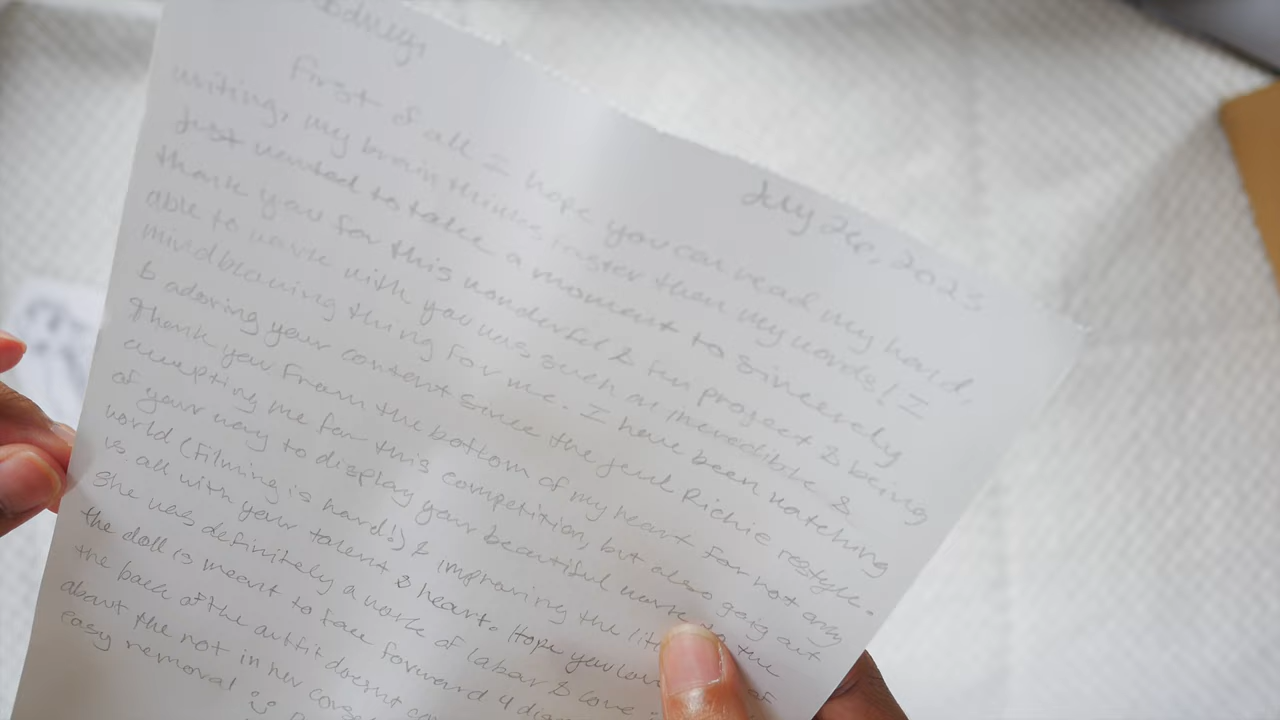 July 26, 2023
First of all I hope you can read my hand.
writing, my brain thinks faster than my words! I
just wanted to take a moment to sincerely
thank you for this wonderful & fun project & being
able to work with you was such an incredible &
mindblowing thing for me. I have been watching
& adoring your content since the jewl Richie restyle.
Thank you from the bottom of my heart for not only
accepting me for this competition, but also going out
of your way to display your beautiful work to the
world (filming is hard!) & improving the of
us all with your talent & heart. Hope you
She was definitely a work of labor & love
the doll is meant to face forward 4
the back of the outfit doesnt
about the not in her
easy removal :)